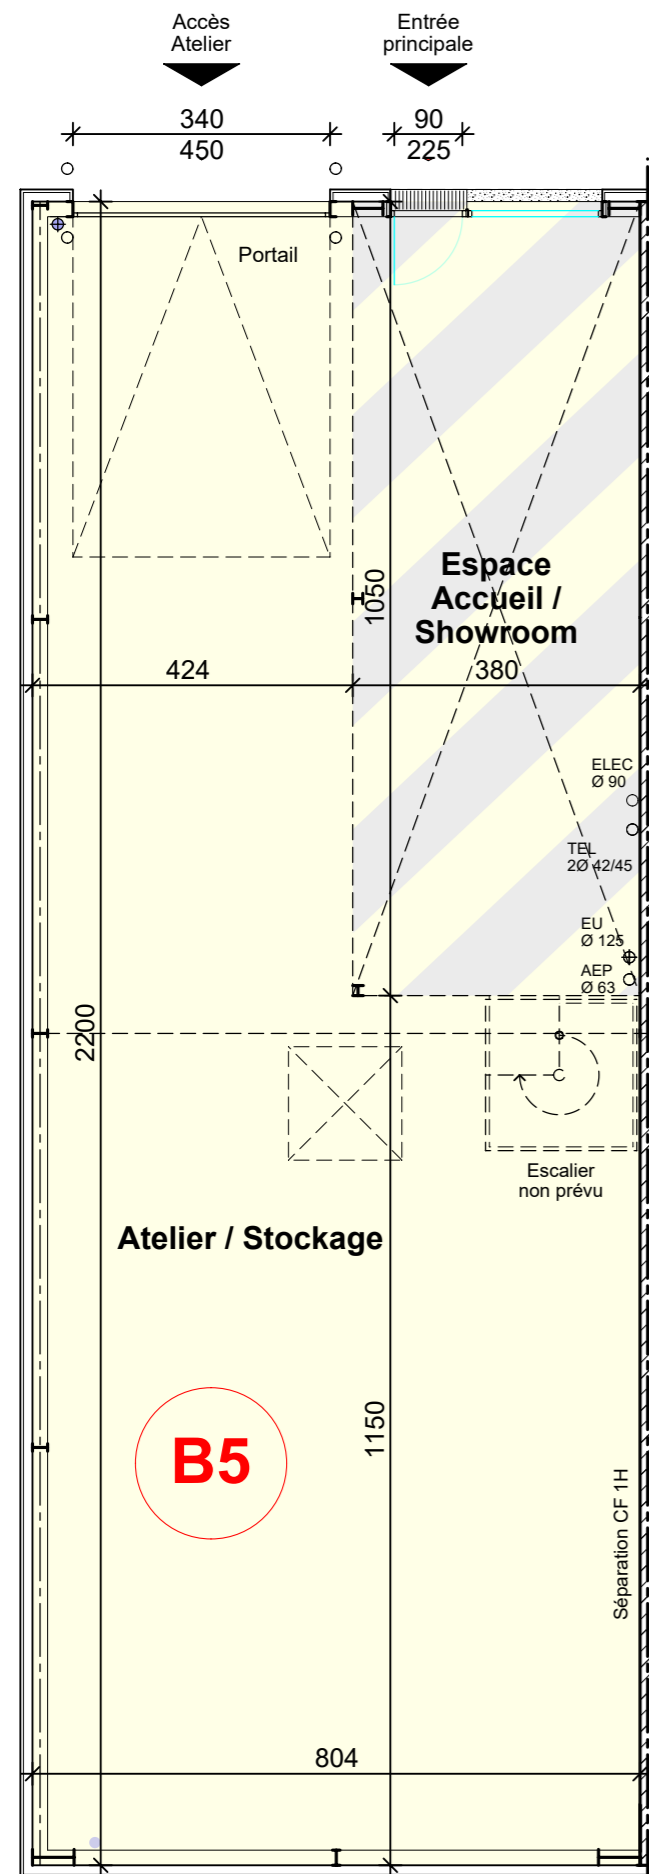 Accès
Atelier
Entrée
principale
340
450
90
225
Portail
Espace
Accueil /
Showroom
1050
424
380
ELEC
Ø 90
TEL
2Ø 42/45
EU
Ø 125
AEP
Ø 63
2200
Escalier
non prévu
Atelier / Stockage
B5
1150
Séparation CF 1H
804